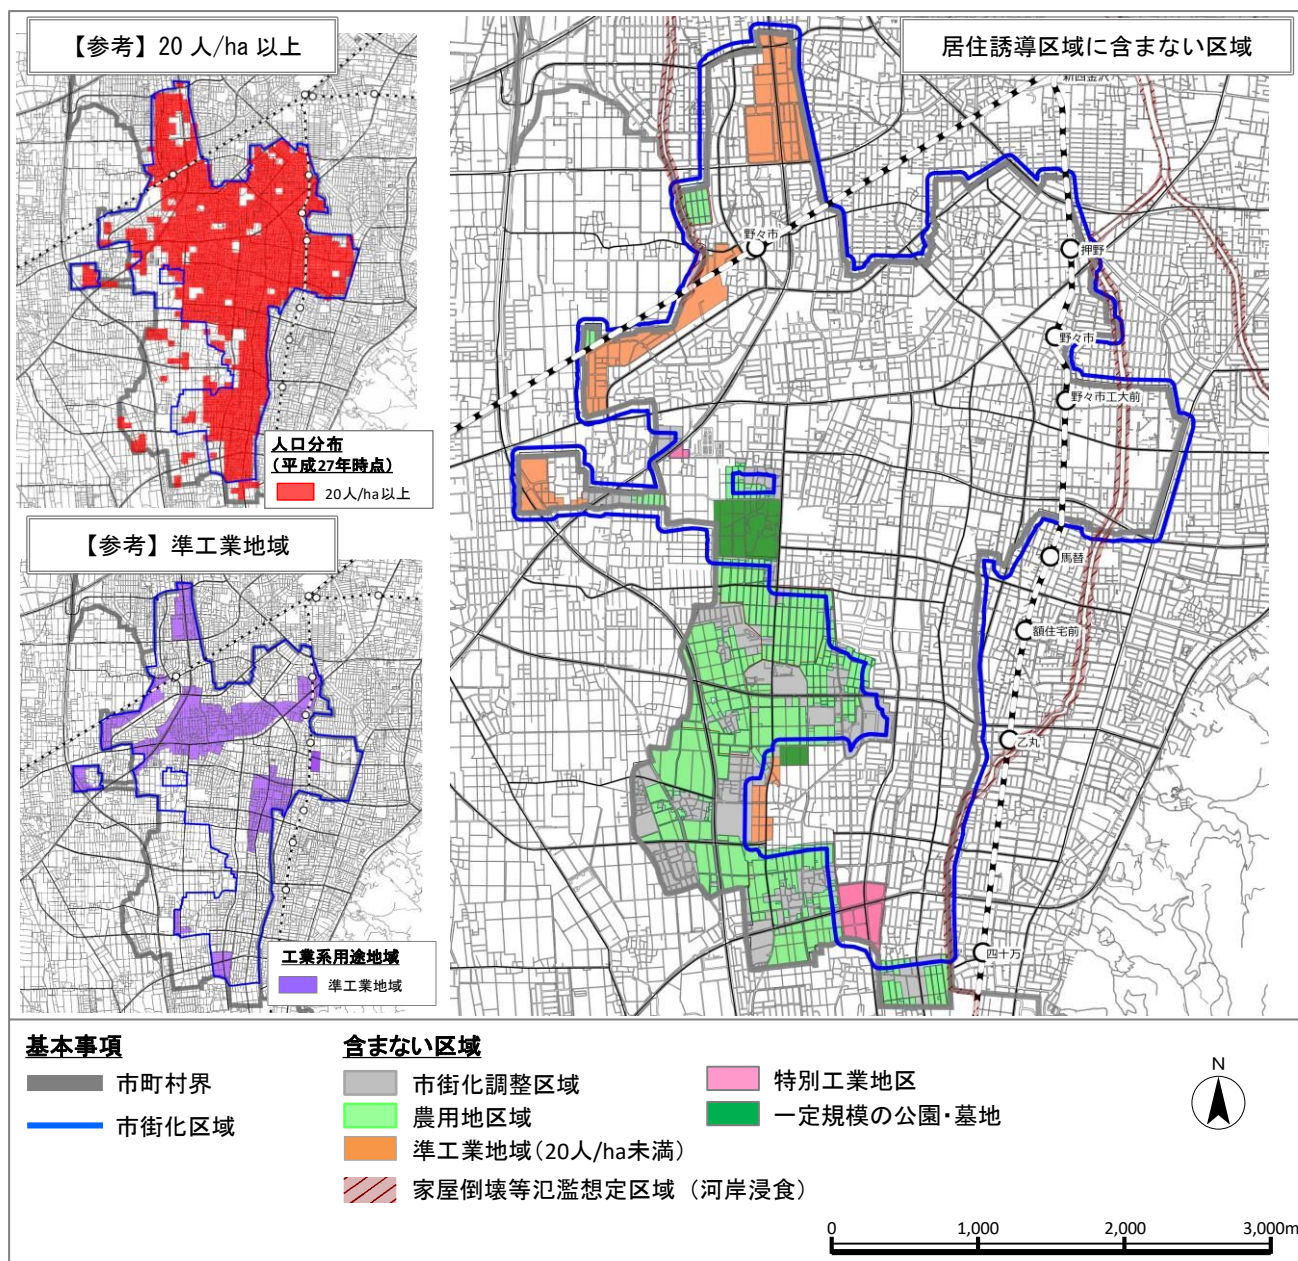 【参考】20 人/ha 以上
居住誘導区域に含まない区域
新西金沢
野々市
押野
野々市
野々市工大前
馬替
額住宅前
乙丸
四十万
人口分布
(平成27年時点)
20人/ha以上
【参考】準工業地域
工業系用途地域
準工業地域
基本事項
市町村界
市街化区域
含まない区域
市街化調整区域
農用地区域
準工業地域(20人/ha未満)
家屋倒壊等氾濫想定区域 (河岸浸食)
特別工業地区
一定規模の公園・墓地
N
0 1,000 2,000 3,000m